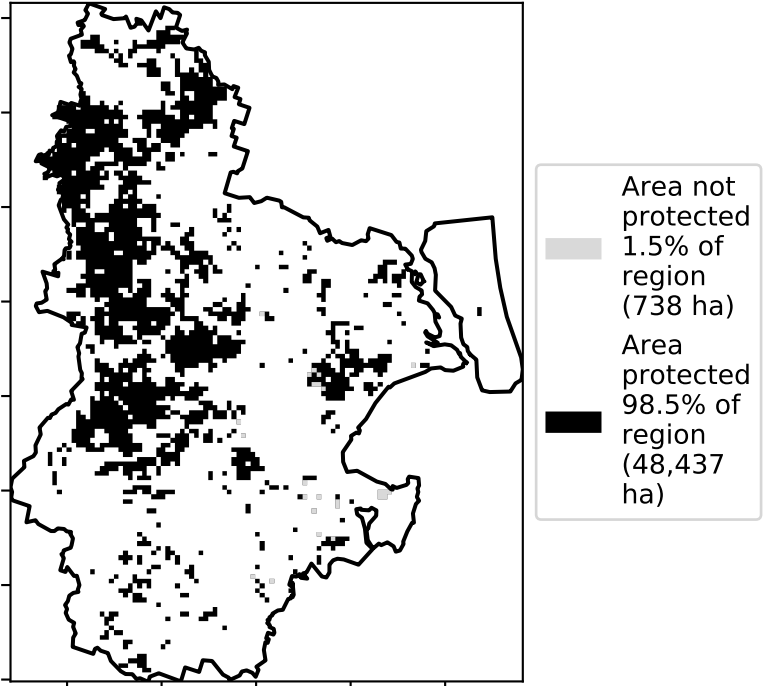 Area not
protected
1.5% of
region
(738 ha)
Area
protected
98.5% of
region
(48,437
ha)